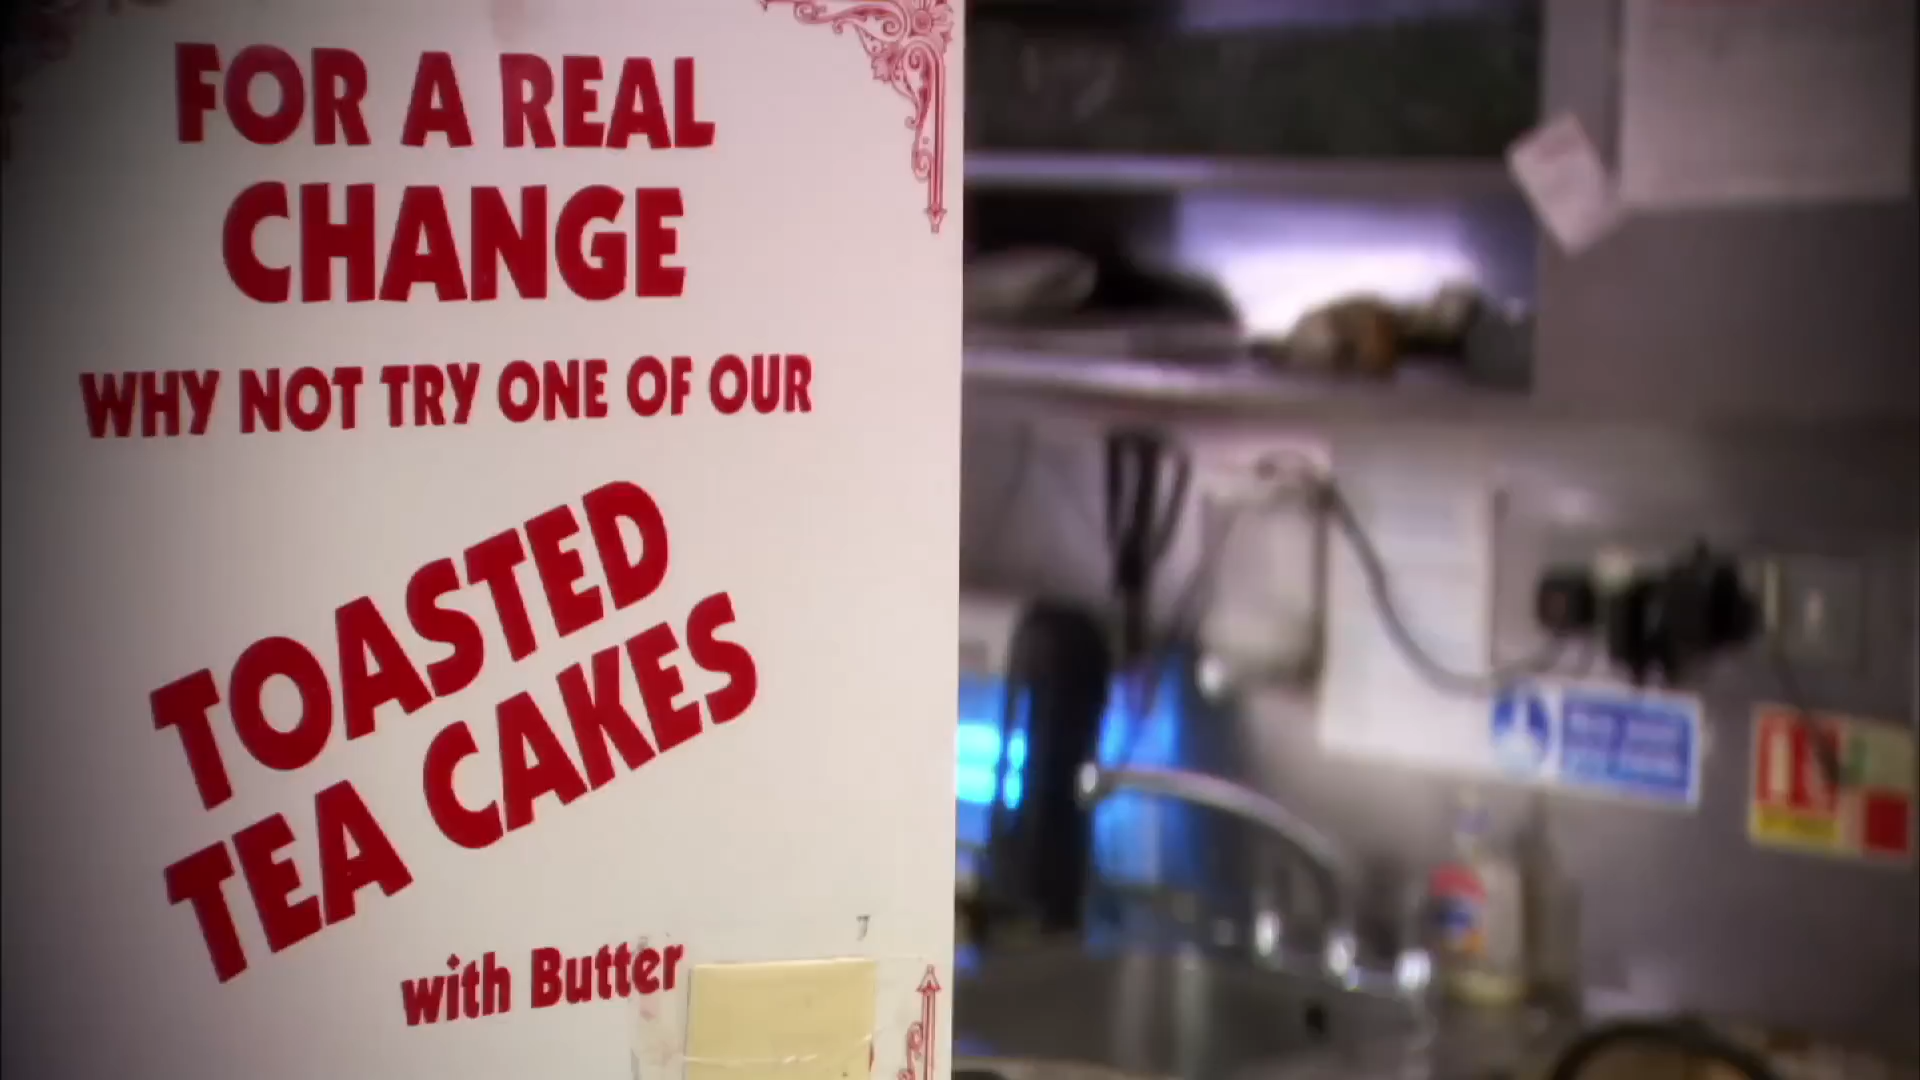 FOR A REAL
CHANGE
WHY NOT TRY ONE OF OUR
TOASTED
TEA CAKES
with Butter